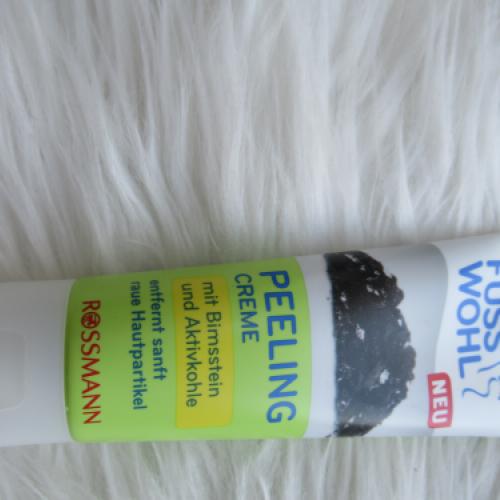 FUSS
WOHL
NEU
PEELING
CREME
mit Bimsstein
und Aktivkohle
entfernt sanft
raue Hautpartikel
ROSSMANN